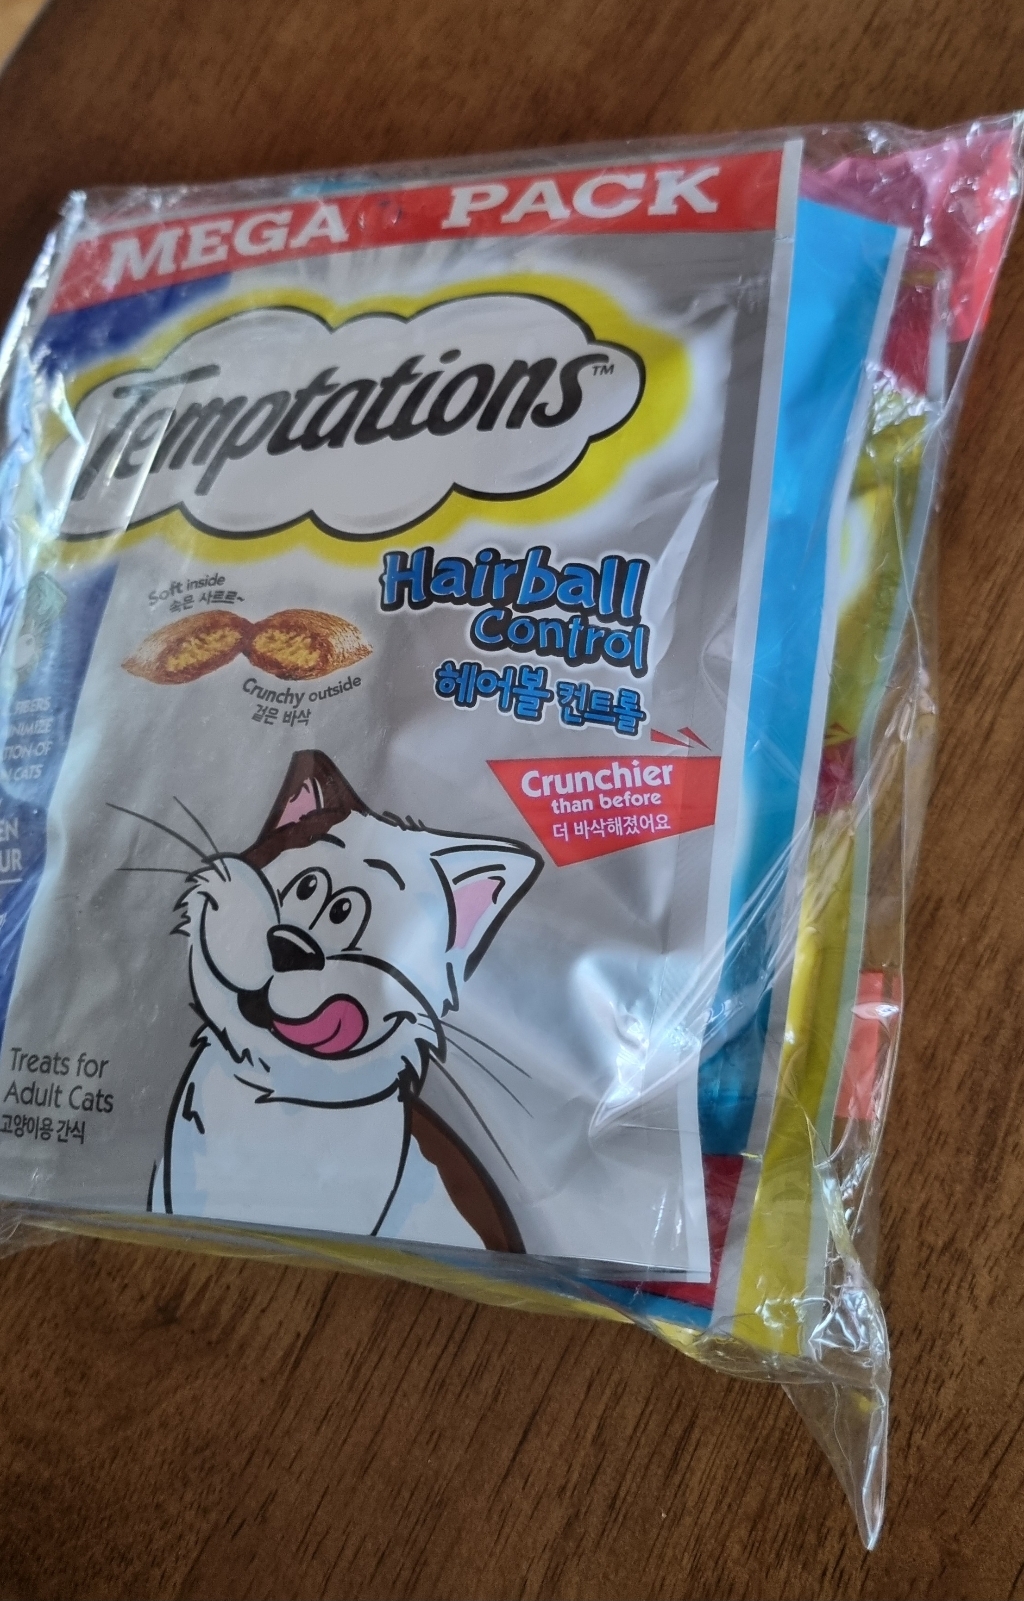 MEGA PACK
Temptations™
Soft inside
속은 사르르~
Crunchy outside
겉은 바삭
Hairball
Control
헤어볼 컨트롤
Crunchier
than before
더 바삭해졌어요
Treats for
Adult Cats
고양이용 간식
CATS